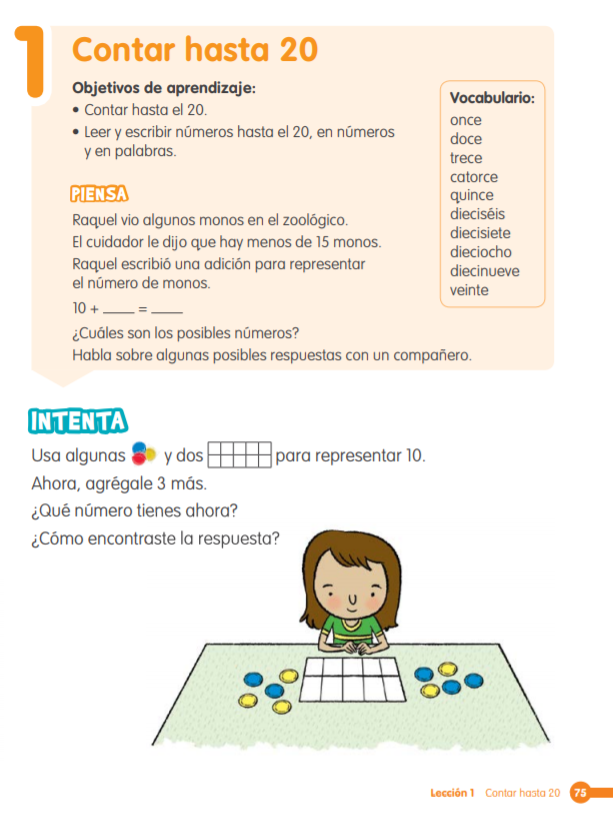 1
Contar hasta 20
Objetivos de aprendizaje:
• Contar hasta el 20.
• Leer y escribir números hasta el 20, en números
y en palabras.
Vocabulario:
once
doce
trece
catorce
quince
dieciséis
diecisiete
dieciocho
diecinueve
veinte
PIENSA
Raquel vio algunos monos en el zoológico.
El cuidador le dijo que hay menos de 15 monos.
Raquel escribió una adición para representar
el número de monos.
10 + ____ = ____
¿Cuáles son los posibles números?
Habla sobre algunas posibles respuestas con un compañero.
INTENTA
Usa algunas y dos para representar 10.
Ahora, agrégale 3 más.
¿Qué número tienes ahora?
¿Cómo encontraste la respuesta?
Lección 1 Contar hasta 20 75